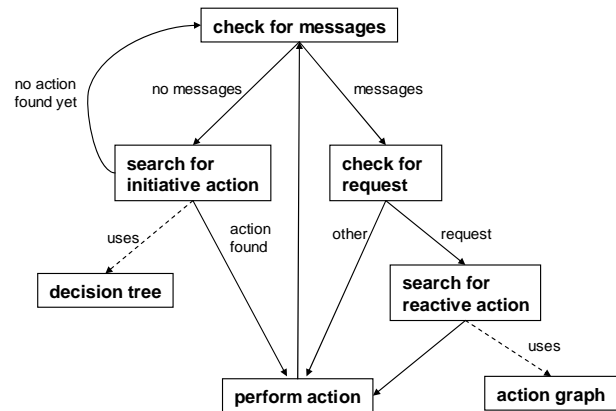 check for messages
no action
found yet
no messages
messages
search for
initiative action
check for
request
uses
action
found
other
request
decision tree
search for
reactive action
uses
perform action
action graph